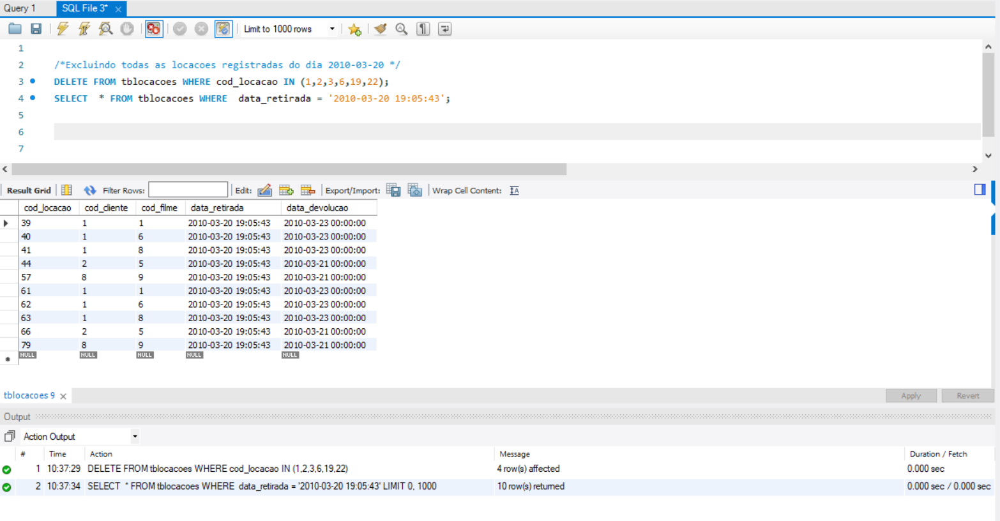 Query 1 SQL File 3*
Limit to 1000 rows
1
2 /*Excluindo todas as locacoes registradas do dia 2010-03-20 */
3 DELETE FROM tblocacoes WHERE cod_locacao IN (1,2,3,6,19,22);
4 SELECT * FROM tblocacoes WHERE data_retirada = '2010-03-20 19:05:43';
5
6
7
Result Grid Filter Rows: Edit: Export/Import: Wrap Cell Content: IA
cod_locacao cod_cliente cod_filme data_retirada data_devolucao
39 1 1 2010-03-20 19:05:43 2010-03-23 00:00:00
40 1 6 2010-03-20 19:05:43 2010-03-23 00:00:00
41 1 8 2010-03-20 19:05:43 2010-03-23 00:00:00
44 2 5 2010-03-20 19:05:43 2010-03-21 00:00:00
57 8 9 2010-03-20 19:05:43 2010-03-21 00:00:00
61 1 1 2010-03-20 19:05:43 2010-03-23 00:00:00
62 1 6 2010-03-20 19:05:43 2010-03-23 00:00:00
63 1 8 2010-03-20 19:05:43 2010-03-23 00:00:00
66 2 5 2010-03-20 19:05:43 2010-03-21 00:00:00
79 8 9 2010-03-20 19:05:43 2010-03-21 00:00:00
NULL NULL NULL NULL NULL
tblocacoes 9 Apply Revert
Output
Action Output
# Time Action Message Duration / Fetch
1 10:37:29 DELETE FROM tblocacoes WHERE cod_locacao IN (1,2,3,6,19,22) 4 row(s) affected 0.000 sec
2 10:37:34 SELECT * FROM tblocacoes WHERE data_retirada = '2010-03-20 19:05:43' LIMIT 0, 1000 10 row(s) returned 0.000 sec / 0.000 sec